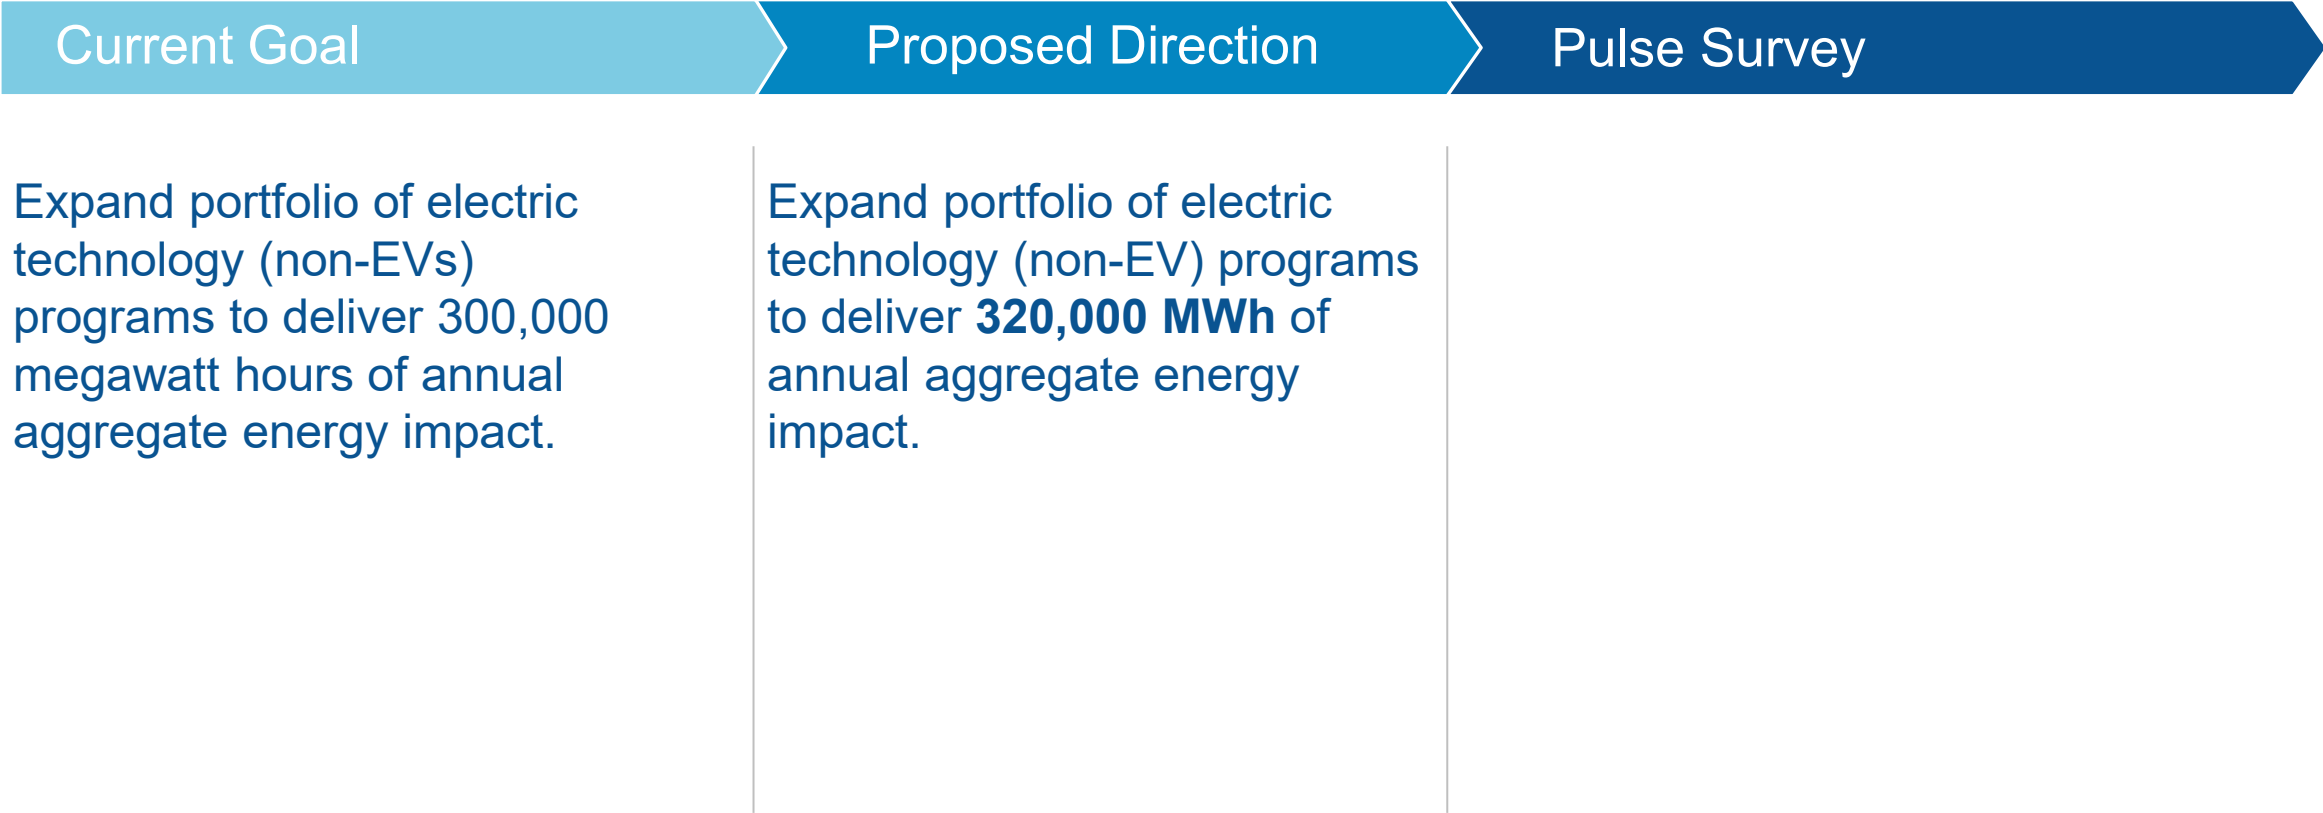 Current Goal
Proposed Direction
Pulse Survey
Expand portfolio of electric
technology (non-EVs)
programs to deliver 300,000
megawatt hours of annual
aggregate energy impact.
Expand portfolio of electric
technology (non-EV) programs
to deliver 320,000 MWh of
annual aggregate energy
impact.